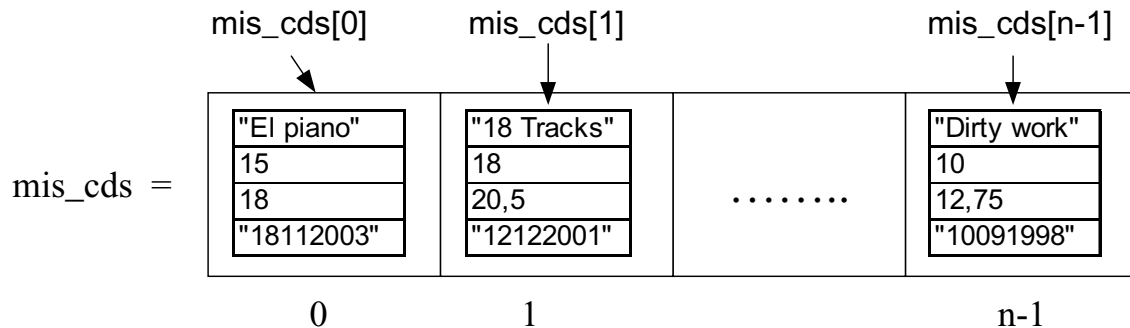 mis_cds[0] mis_cds[1] mis_cds[n-1]
mis_cds = "El piano" "18 Tracks" ........ "Dirty work"
15 18 10
18 20,5 12,75
"18112003" "12122001" "10091998"
0 1 n-1